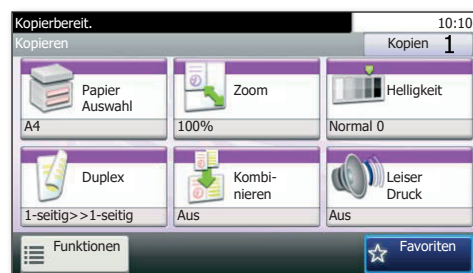 Kopierbereit.
10:10
Kopieren
Kopien 1
Papier
Auswahl
A4
Zoom
100%
Helligkeit
Normal 0
Duplex
1-seitig>>1-seitig
Kombi-
nieren
Aus
Leiser
Druck
Aus
Funktionen
Favoriten